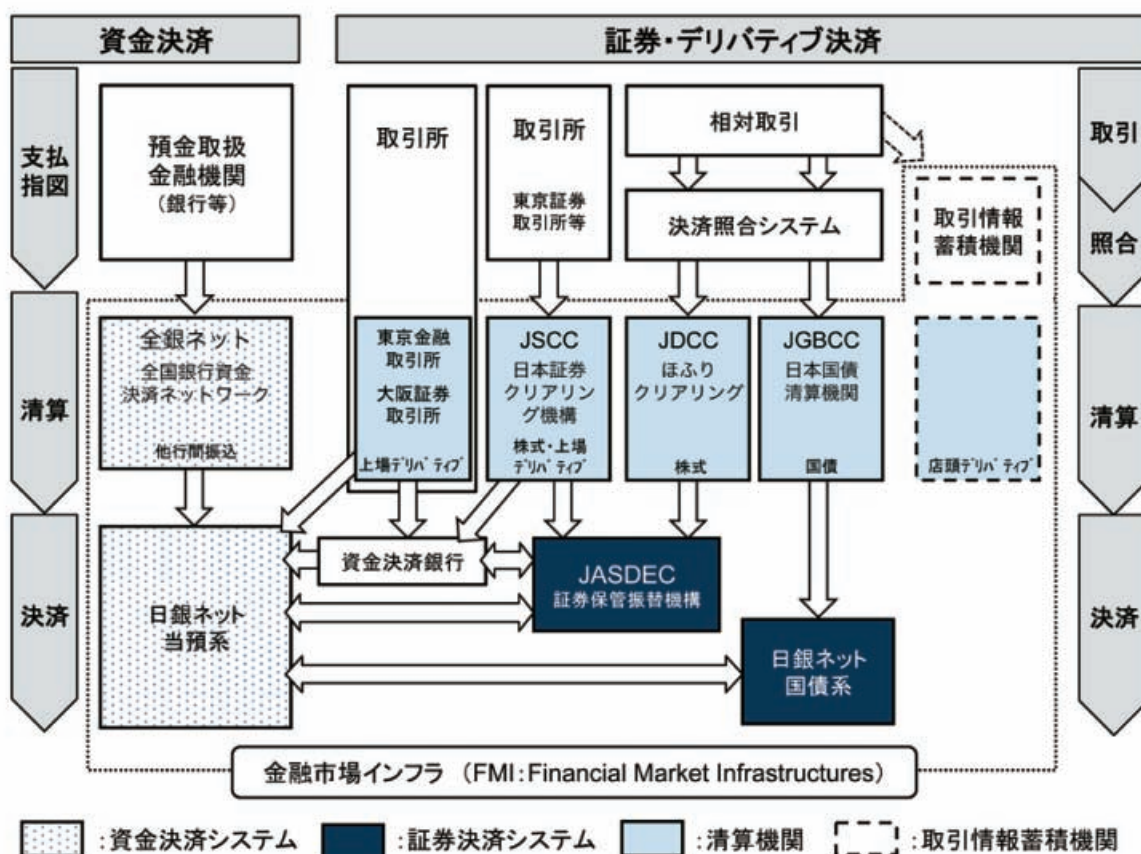 資金決済
証券・デリバティブ決済
支払
指図
清算
決済
預金取扱
金融機関
（銀行等）
取引所
取引所
東京証券
取引所等
相対取引
決済照合システム
取引情報
蓄積機関
取引
照合
清算
決済
全銀ネット
全国銀行資金
決済ネットワーク
他行間振込
東京金融
取引所
大阪証券
取引所
上場デリバティブ
JSCC
日本証券
クリアリン
グ機構
株式・上場
デリバティブ
JDCC
ほふり
クリアリング
株式
JGBCC
日本国債
清算機関
国債
店頭デリバティブ
日銀ネット
当預系
資金決済銀行
JASDEC
証券保管振替機構
日銀ネット
国債系
金融市場インフラ （FMI：Financial Market Infrastructures）
：資金決済システム
：証券決済システム
：清算機関
：取引情報蓄積機関